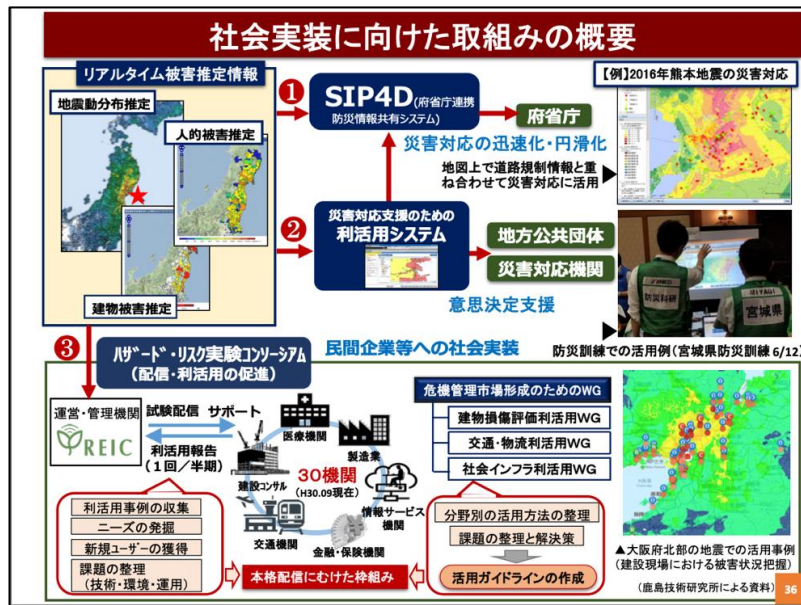 社会実装に向けた取組みの概要
リアルタイム被害推定情報
地震動分布推定
人的被害推定
建物被害推定
❶
SIP4D(府省庁連携
防災情報共有システム)
府省庁
災害対応の迅速化・円滑化
地図上で道路規制情報と重
ね合わせて災害対応に活用
【例】2016年熊本地震の災害対応
❷
災害対応支援のための
利活用システム
地方公共団体
災害対応機関
意思決定支援
防災科研
宮城県
防災訓練での活用例(宮城県防災訓練 6/12)
❸
ハザード・リスク実験コンソーシアム
(配信・利活用の促進)
民間企業等への社会実装
運営・管理機関
REIC
試験配信 サポート
利活用報告
(1回/半期)
医療機関
製造業
建設コンサル
30機関
(H30.09現在)
情報サービス
機関
交通機関
金融・保険機関
利活用事例の収集
ニーズの発掘
新規ユーザーの獲得
課題の整理
(技術・環境・運用)
本格配信にむけた枠組み
危機管理市場形成のためのWG
建物損傷評価利活用WG
交通・物流利活用WG
社会インフラ利活用WG
分野別の活用方法の整理
課題の整理と解決策
活用ガイドラインの作成
▲大阪府北部の地震での活用事例
(建設現場における被害状況把握)
(鹿島技術研究所による資料)
36